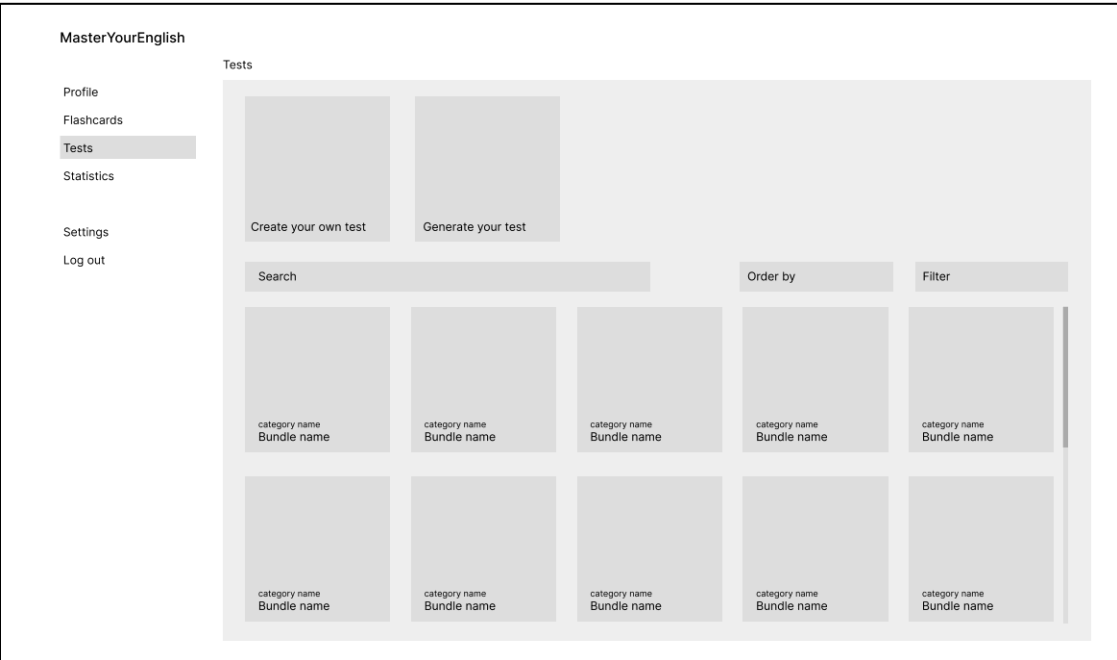 MasterYourEnglish
Tests
Profile
Flashcards
Tests
Statistics
Settings
Log out
Create your own test
Generate your test
Search
Order by
Filter
category name
Bundle name
category name
Bundle name
category name
Bundle name
category name
Bundle name
category name
Bundle name
category name
Bundle name
category name
Bundle name
category name
Bundle name
category name
Bundle name
category name
Bundle name